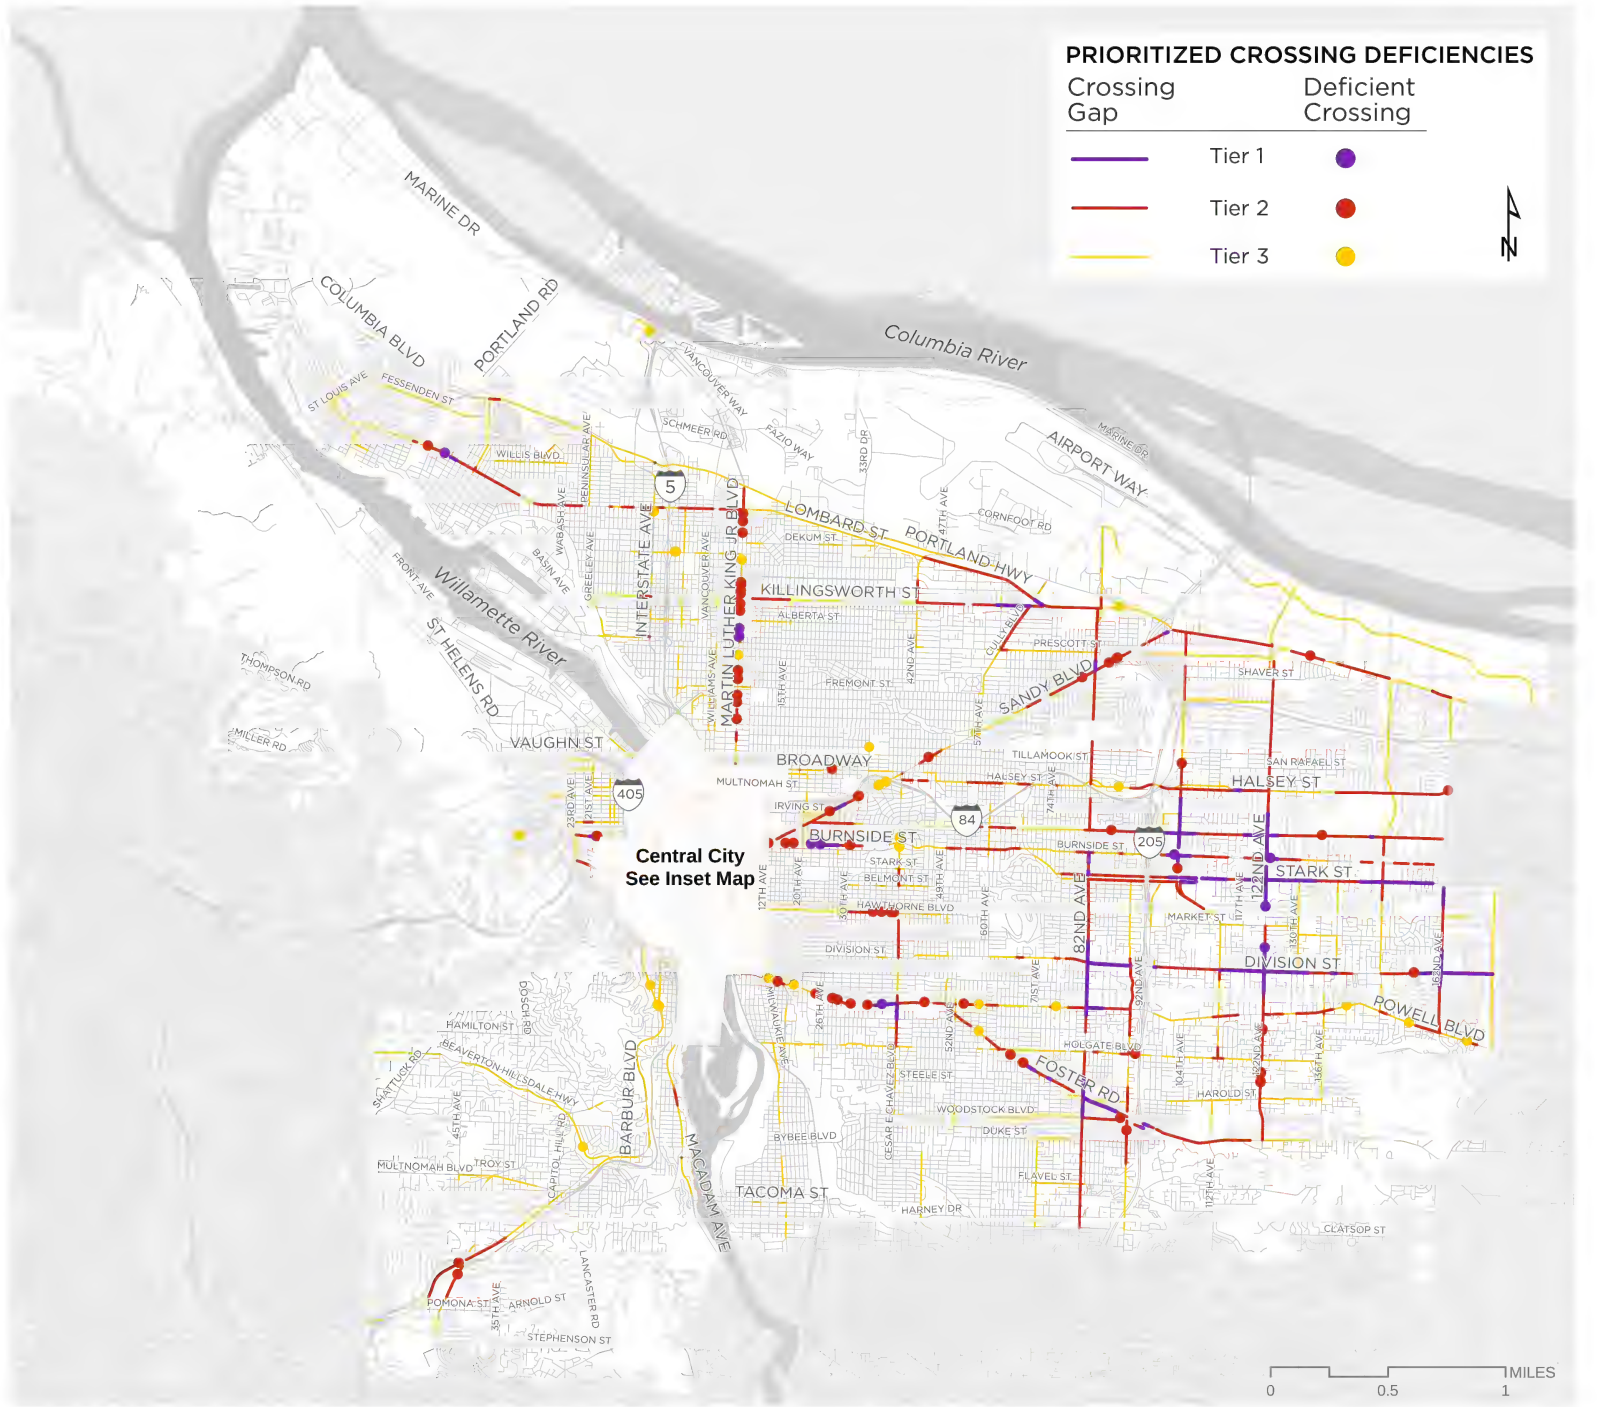 PRIORITIZED CROSSING DEFICIENCIES
Crossing
Gap
Deficient
Crossing
Tier 1
Tier 2
Tier 3
N
MARINE DR
COLUMBIA BLVD
PORTLAND RD
Columbia River
ST LOUIS AVE
FESSENDEN ST
VANCOUVER WAY
SCHMEER RD
FAZIO WAY
33RD DR
MARINE DR
AIRPORT WAY
WILLIS BLVD
PENINSULAR AVE
5
47TH AVE
CORNFOOT RD
WABASH AVE
LOMBARD ST
DEKUM ST
PORTLAND HWY
FRONT AVE
BASIN AVE
GREELEY AVE
INTERSTATE AVE
VANCOUVER AVE
MARTIN LUTHER KING JR BLVD
KILLINGSWORTH ST
ALBERTA ST
Willamette River
ST HELENS RD
CULLY BLVD
PRESCOTT ST
42ND AVE
THOMPSON RD
WILLIAMS AVE
15TH AVE
FREMONT ST
SANDY BLVD
SHAVER ST
57TH AVE
MILLER RD
VAUGHN ST
BROADWAY
TILLAMOOK ST
SAN RAFAEL ST
MULTNOMAH ST
HALSEY ST
HALSEY ST
23RD AVE
21ST AVE
405
74TH AVE
IRVING ST
84
BURNSIDE ST
BURNSIDE ST
205
122ND AVE
Central City
See Inset Map
STARK ST
BELMONT ST
STARK ST
12TH AVE
20TH AVE
30TH AVE
49TH AVE
60TH AVE
82ND AVE
117TH AVE
HAWTHORNE BLVD
MARKET ST
130TH AVE
DIVISION ST
DIVISION ST
162ND AVE
DOSCH RD
MILWAUKIE AVE
26TH AVE
71ST AVE
92ND AVE
HAMILTON ST
52ND AVE
POWELL BLVD
BEAVERTON-HILLSDALE HWY
SHATTUCK RD
HOLGATE BLVD
104TH AVE
122ND AVE
136TH AVE
CESAR E CHAVEZ BLVD
STEELE ST
FOSTER RD
HAROLD ST
45TH AVE
BARBUR BLVD
WOODSTOCK BLVD
DUKE ST
BYBEE BLVD
CAPITOL HILL RD
MULTNOMAH BLVD
TROY ST
MACADAM AVE
FLAVEL ST
112TH AVE
TACOMA ST
HARNEY DR
CLATSOP ST
LANCASTER RD
POMONA ST
35TH AVE
ARNOLD ST
STEPHENSON ST
MILES
0
0.5
1